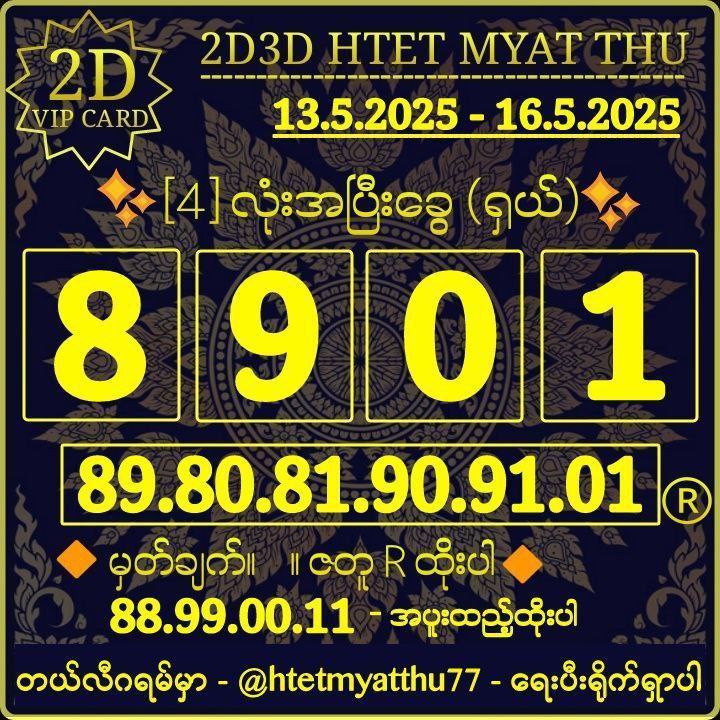 2D
VIP CARD
2D3D HTET MYAT THU
13.5.2025 - 16.5.2025
[4] လုံးအပြီးခွေ (ရှယ်)
8 9 0 1
89.80.81.90.91.01 ®
မှတ်ချက်။ ။ ဇတူ R ထိုးပါ
88.99.00.11 - အပူးထည့်ထိုးပါ
တယ်လီဂရမ်မှာ - @htetmyatthu77 - ရေးပီးရိုက်ရှာပါ